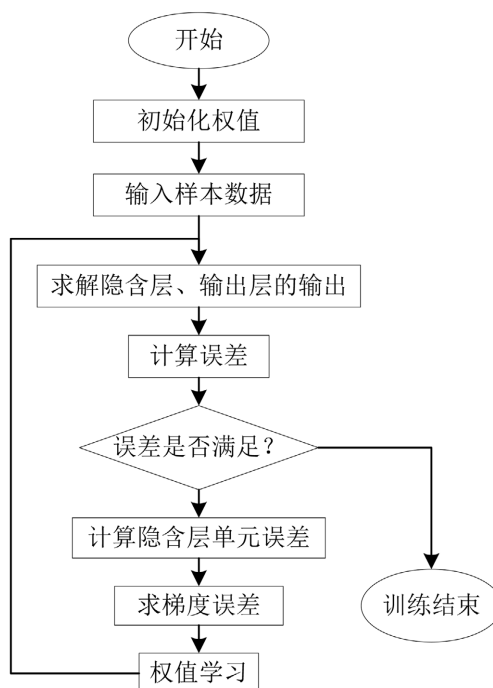 开始
初始化权值
输入样本数据
求解隐含层、输出层的输出
计算误差
误差是否满足？
计算隐含层单元误差
求梯度误差
训练结束
权值学习